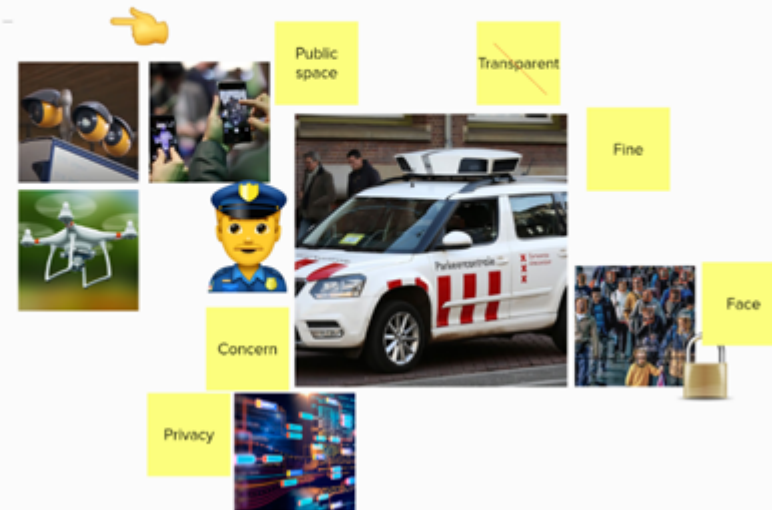 Public
space
Transparent
Fine
Parkeercontrole
X
X
X
Face
Concern
Privacy